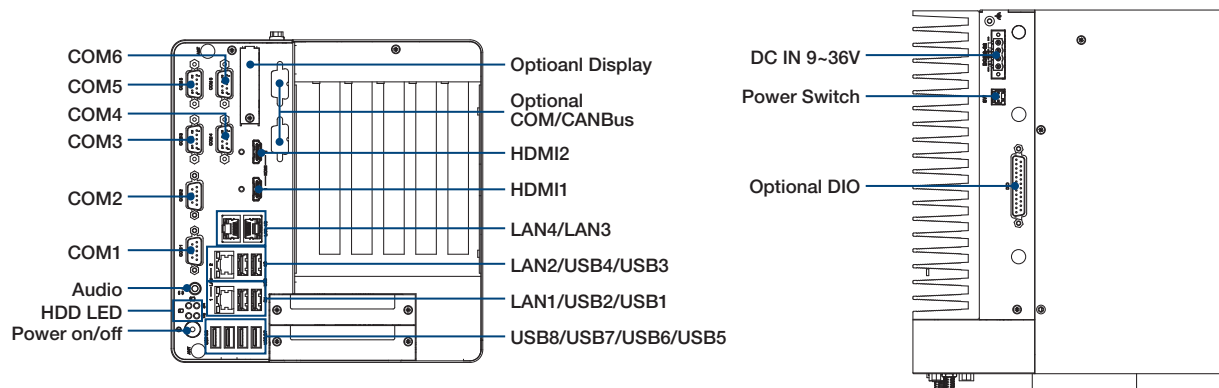 COM6
COM5
COM4
COM3
COM2
COM1
Audio
HDD LED
Power on/off
Optioanl Display
Optional
COM/CANBus
HDMI2
HDMI1
LAN4/LAN3
LAN2/USB4/USB3
LAN1/USB2/USB1
USB8/USB7/USB6/USB5
DC IN 9~36V
Power Switch
Optional DIO